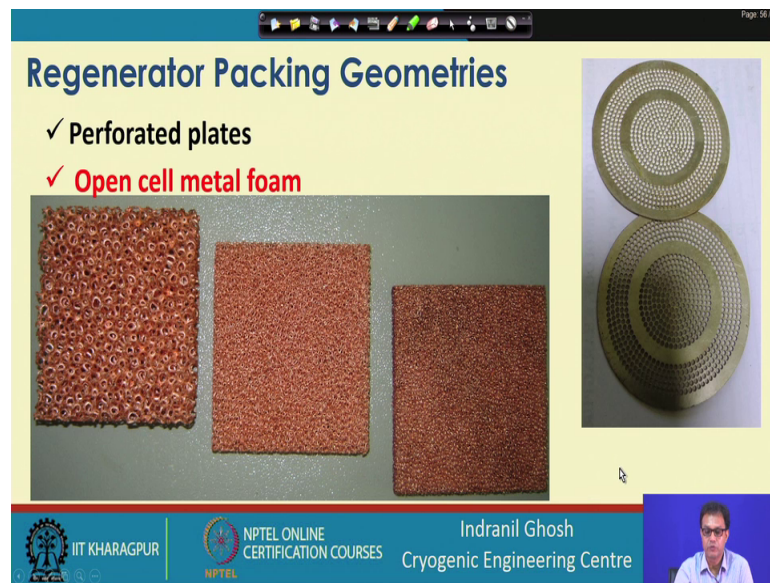 Page: 56 /
Regenerator Packing Geometries
✓ Perforated plates
✓ Open cell metal foam
IIT KHARAGPUR
NPTEL
NPTEL ONLINE
CERTIFICATION COURSES
Indranil Ghosh
Cryogenic Engineering Centre